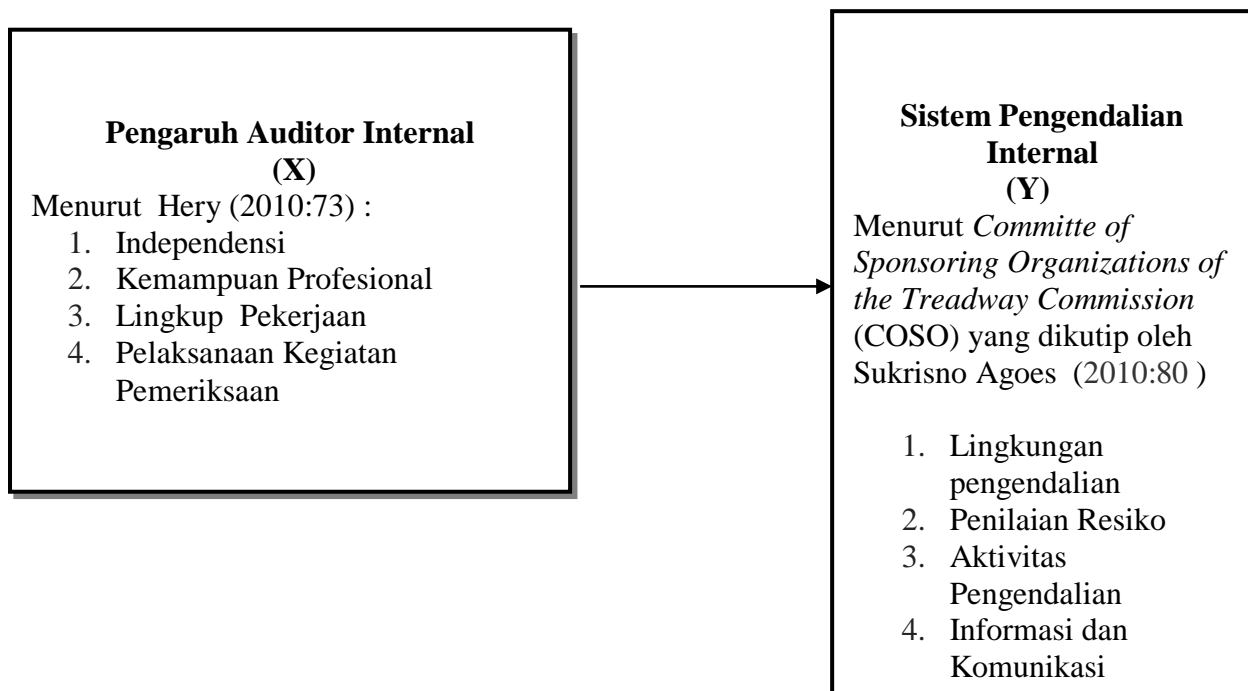 Pengaruh Auditor Internal
(X)
Menurut Hery (2010:73) :
1. Independensi
2. Kemampuan Profesional
3. Lingkup Pekerjaan
4. Pelaksanaan Kegiatan
Pemeriksaan
Sistem Pengendalian
Internal
(Y)
Menurut Committe of
Sponsoring Organizations of
the Treadway Commission
(COSO) yang dikutip oleh
Sukrisno Agoes (2010:80 )
1. Lingkungan
pengendalian
2. Penilaian Resiko
3. Aktivitas
Pengendalian
4. Informasi dan
Komunikasi